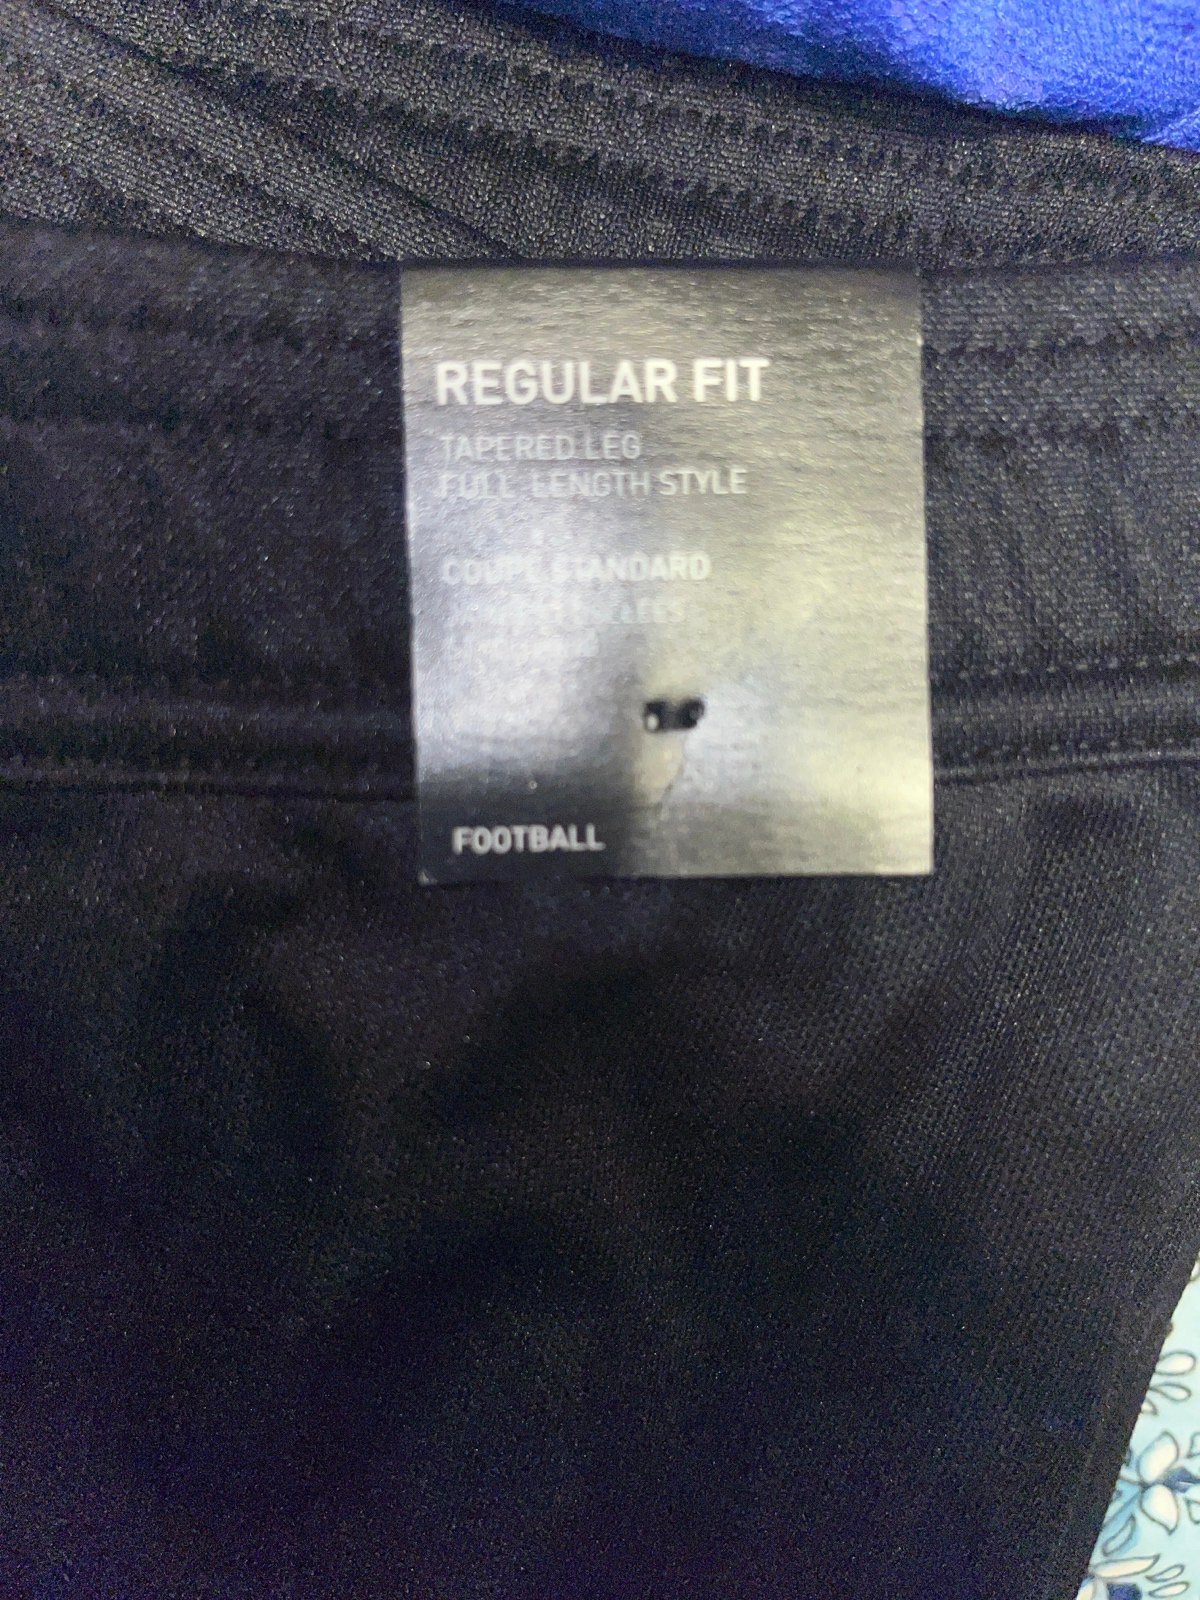 REGULAR FIT
TAPERED LEG
FULL LENGTH STYLE
COUPE STANDARD
FOOTBALL